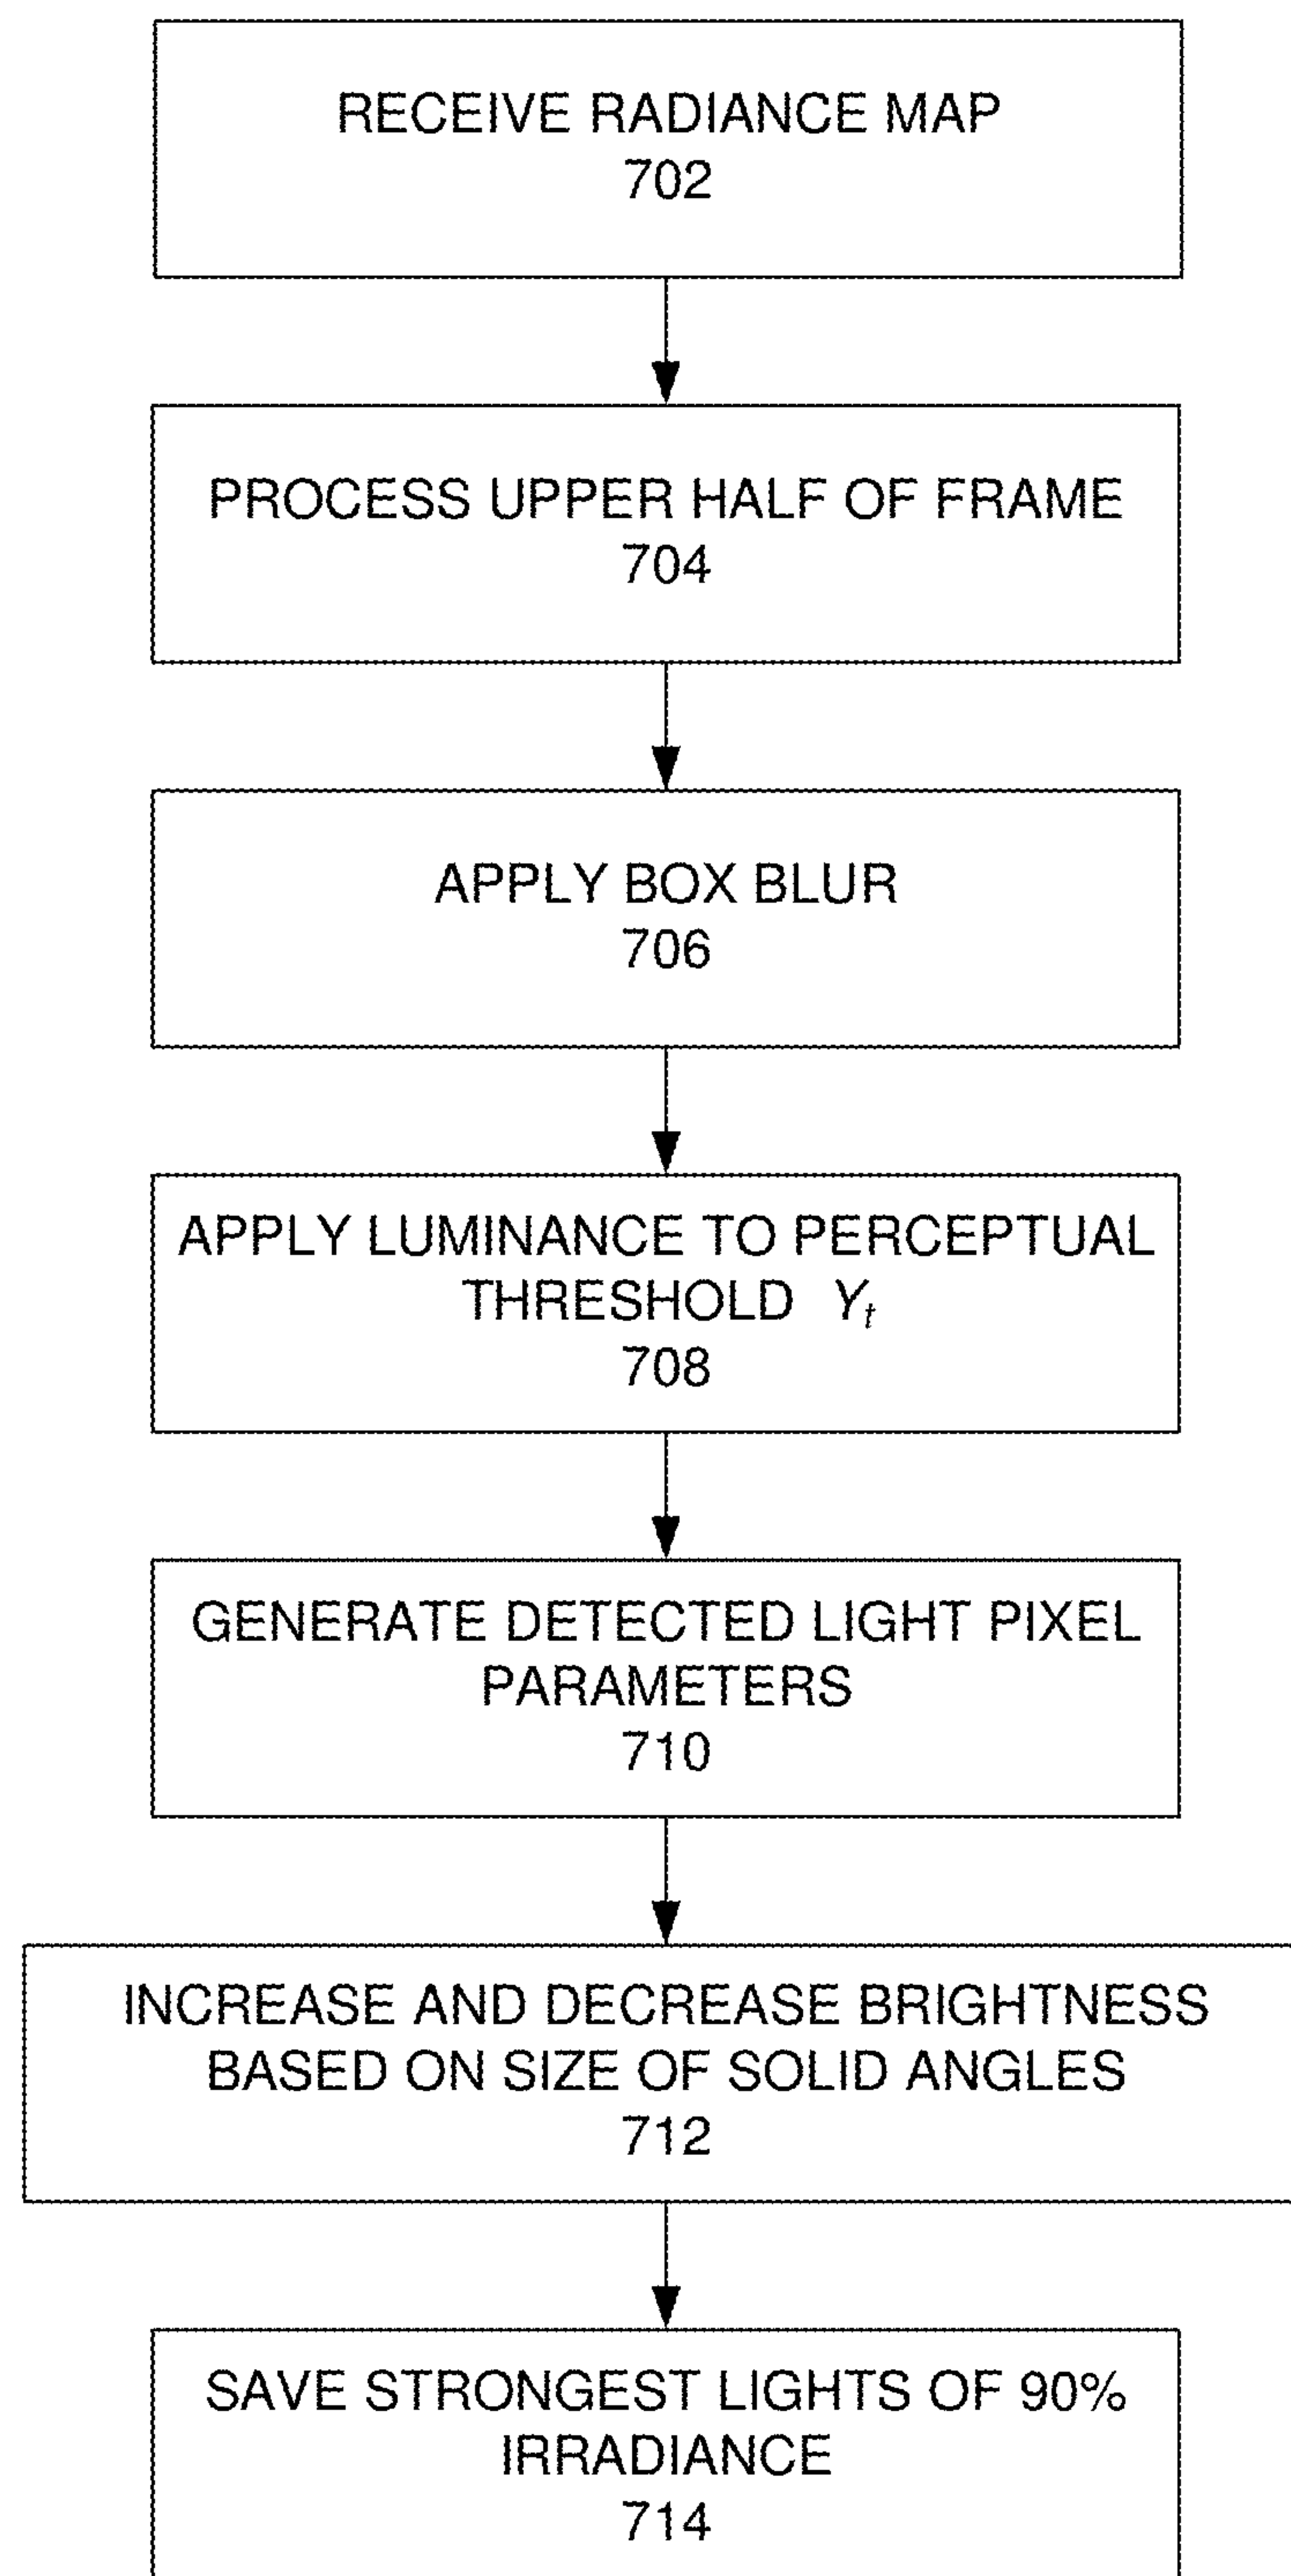 RECEIVE RADIANCE MAP
702
PROCESS UPPER HALF OF FRAME
704
APPLY BOX BLUR
706
APPLY LUMINANCE TO PERCEPTUAL
THRESHOLD Yt
708
GENERATE DETECTED LIGHT PIXEL
PARAMETERS
710
INCREASE AND DECREASE BRIGHTNESS
BASED ON SIZE OF SOLID ANGLES
712
SAVE STRONGEST LIGHTS OF 90%
IRRADIANCE
714